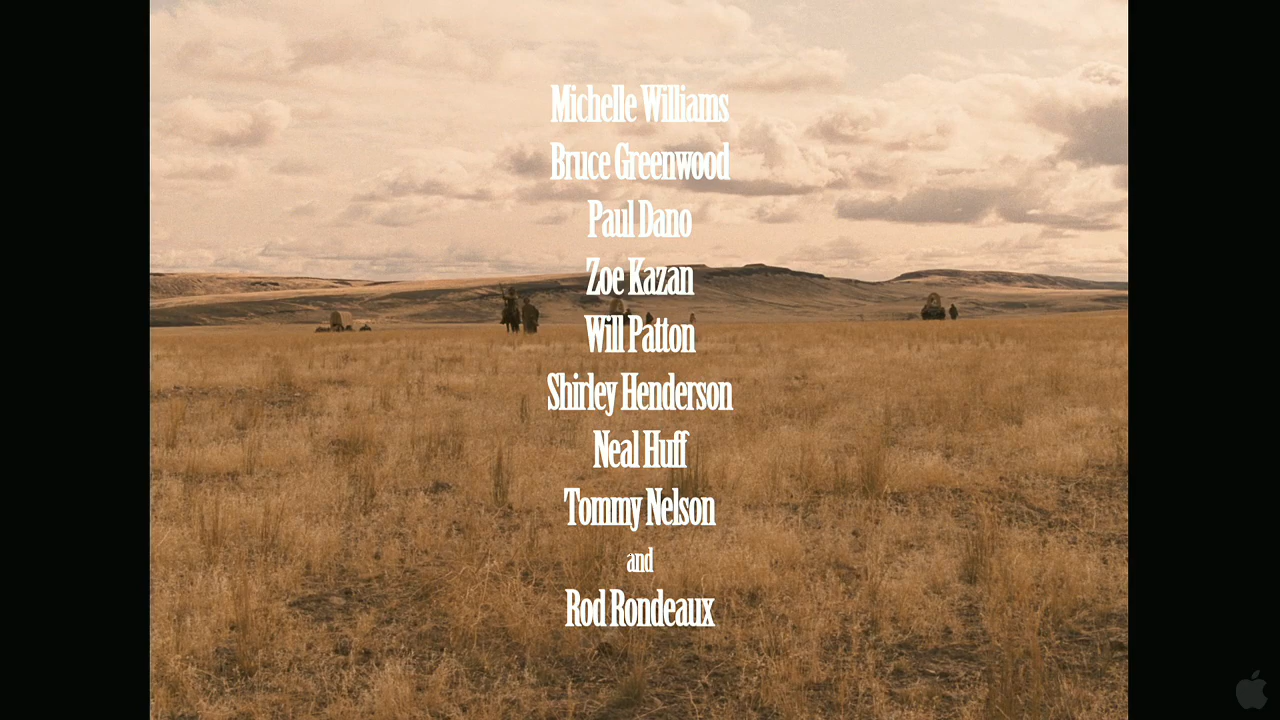 Michelle Williams
Bruce Greenwood
Paul Dano
Zoe Kazan
Will Patton
Shirley Henderson
Neal Huff
Tommy Nelson
and
Rod Rondeaux